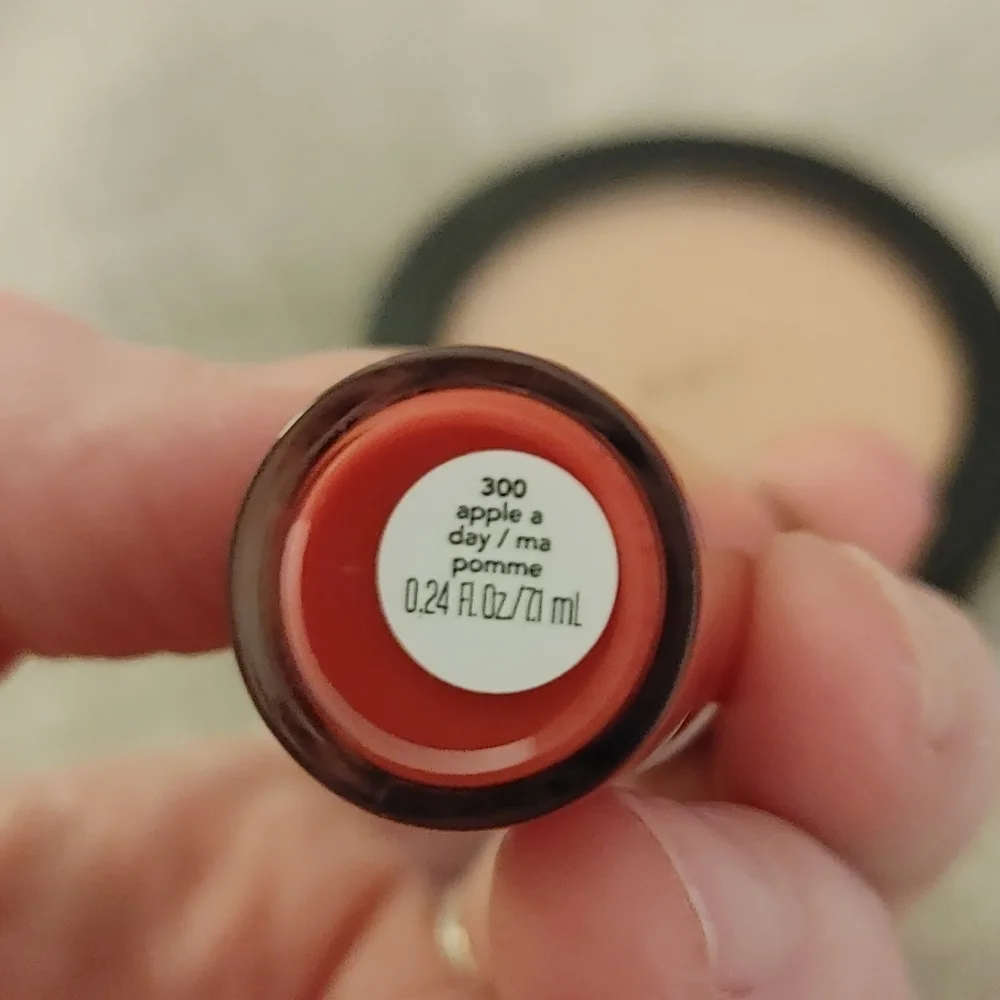 300
apple a
day / ma
pomme
0.24 Fl. Oz/7.1 mL